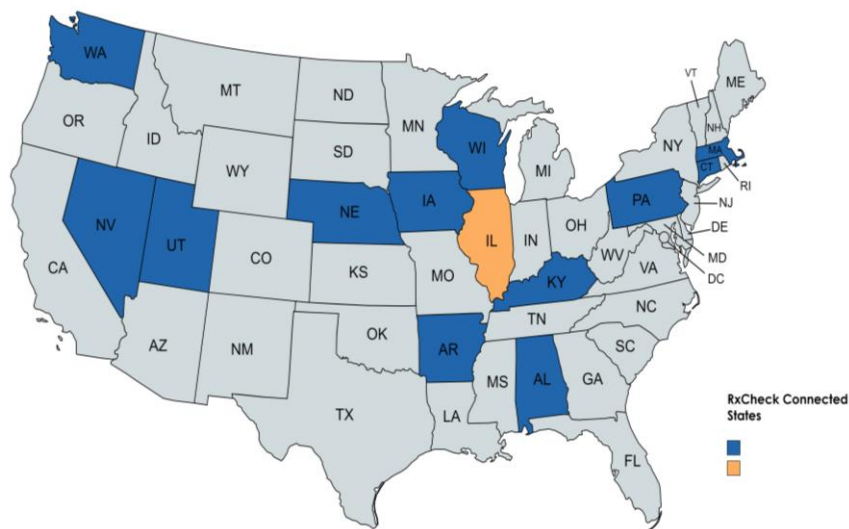 WA
MT
ND
MN
VT
ME
OR
ID
SD
WI
MI
NY
NH
MA
CT
RI
WY
NE
IA
PA
NJ
NV
UT
CO
IL
IN
OH
DE
MD
DC
WV
VA
CA
KS
MO
KY
AZ
NM
OK
AR
TN
NC
SC
TX
LA
MS
AL
GA
FL
RxCheck Connected
States